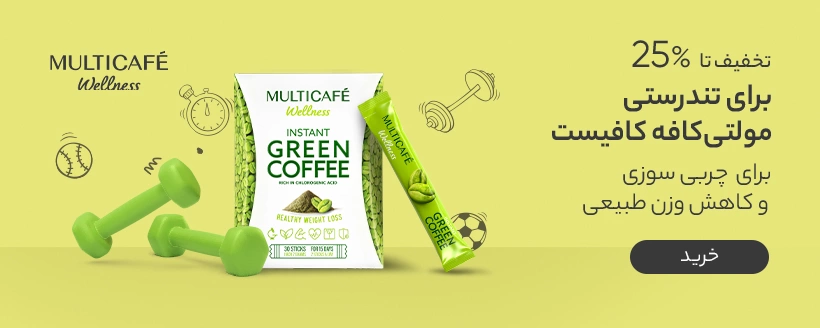 MULTICAFÉ
Wellness
MULTICAFÉ
Wellness
INSTANT
GREEN
COFFEE
RICH IN CHLOROGENIC ACID
HEALTHY WEIGHT LOSS
30 STICKS
FOR 15 DAYS
MULTICAFÉ
Wellness
GREEN
COFFEE
تخفیف تا 25%
برای تندرستی
مولتی‌کافه کافیست
برای چربی سوزی
و کاهش وزن طبیعی
خرید